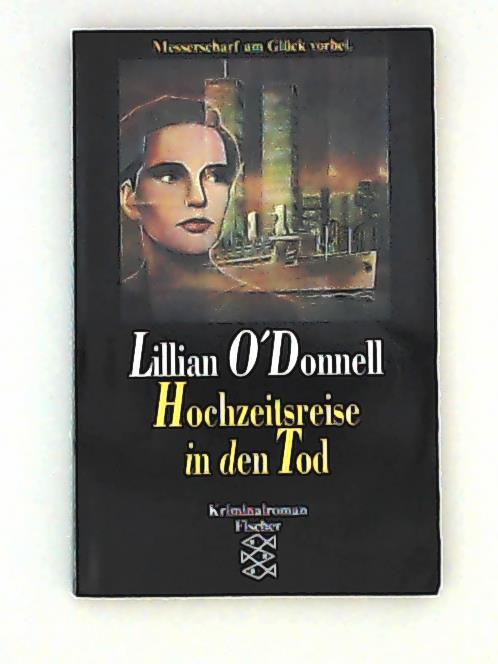 Messerscharf am Glück vorbei.
Lillian O'Donnell
Hochzeitsreise
in den Tod
Kriminalroman
Fischer